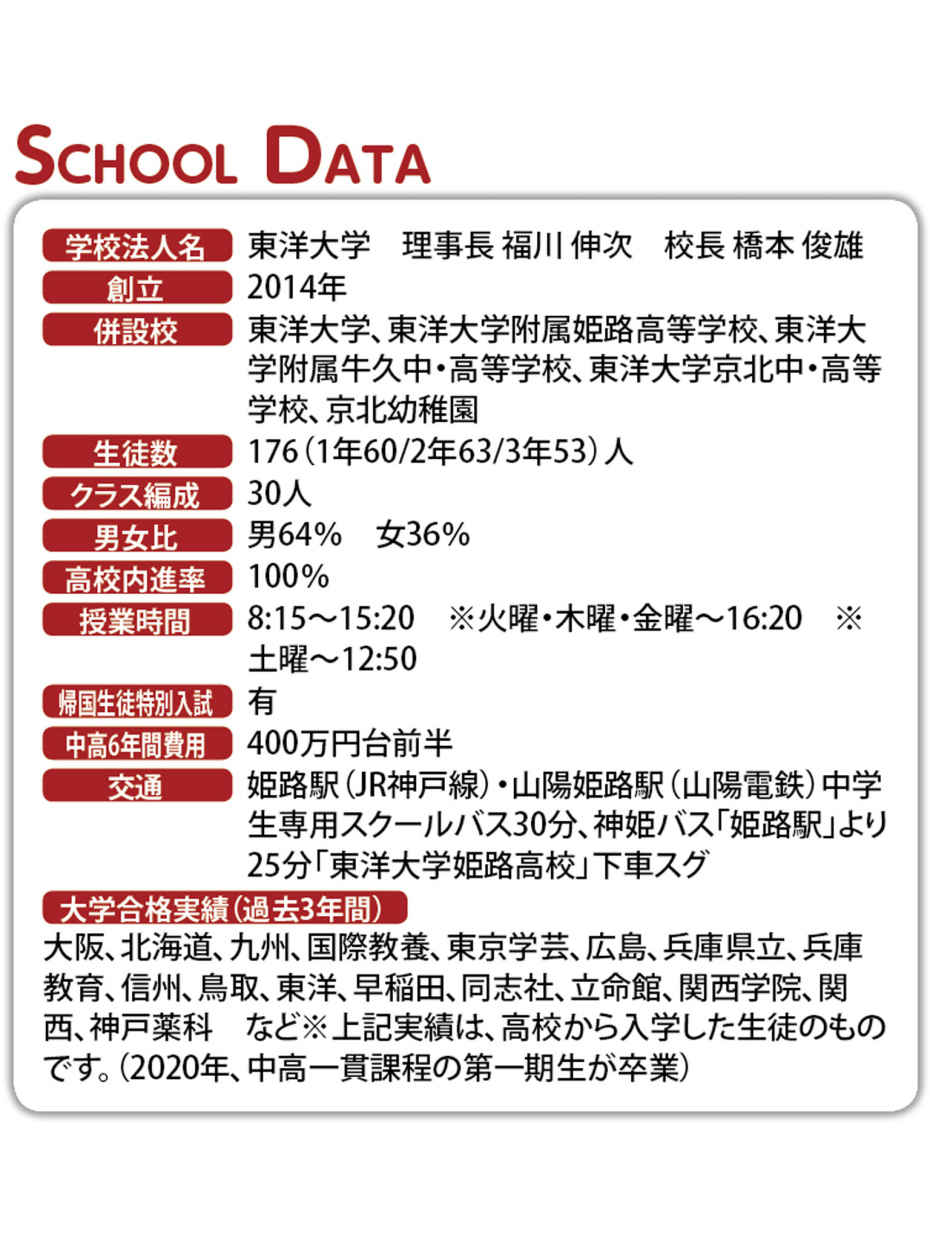 SCHOOL DATA
学校法人名 東洋大学 理事長 福川 伸次 校長 橋本 俊雄
創立 2014年
併設校 東洋大学、東洋大学附属姫路高等学校、東洋大
学附属牛久中・高等学校、東洋大学京北中・高等
学校、京北幼稚園
生徒数 176（1年60/2年63/3年53）人
クラス編成 30人
男女比 男64% 女36%
高校内進率 100%
授業時間 8:15～15:20 ※火曜・木曜・金曜～16:20 ※
土曜～12:50
帰国生徒特別入試 有
中高6年間費用 400万円台前半
交通 姫路駅（JR神戸線）・山陽姫路駅（山陽電鉄）中学
生専用スクールバス30分、神姫バス「姫路駅」より
25分「東洋大学姫路高校」下車スグ
大学合格実績（過去3年間）
大阪、北海道、九州、国際教養、東京学芸、広島、兵庫県立、兵庫
教育、信州、鳥取、東洋、早稲田、同志社、立命館、関西学院、関
西、神戸薬科 など※上記実績は、高校から入学した生徒のもの
です。（2020年、中高一貫課程の第一期生が卒業）